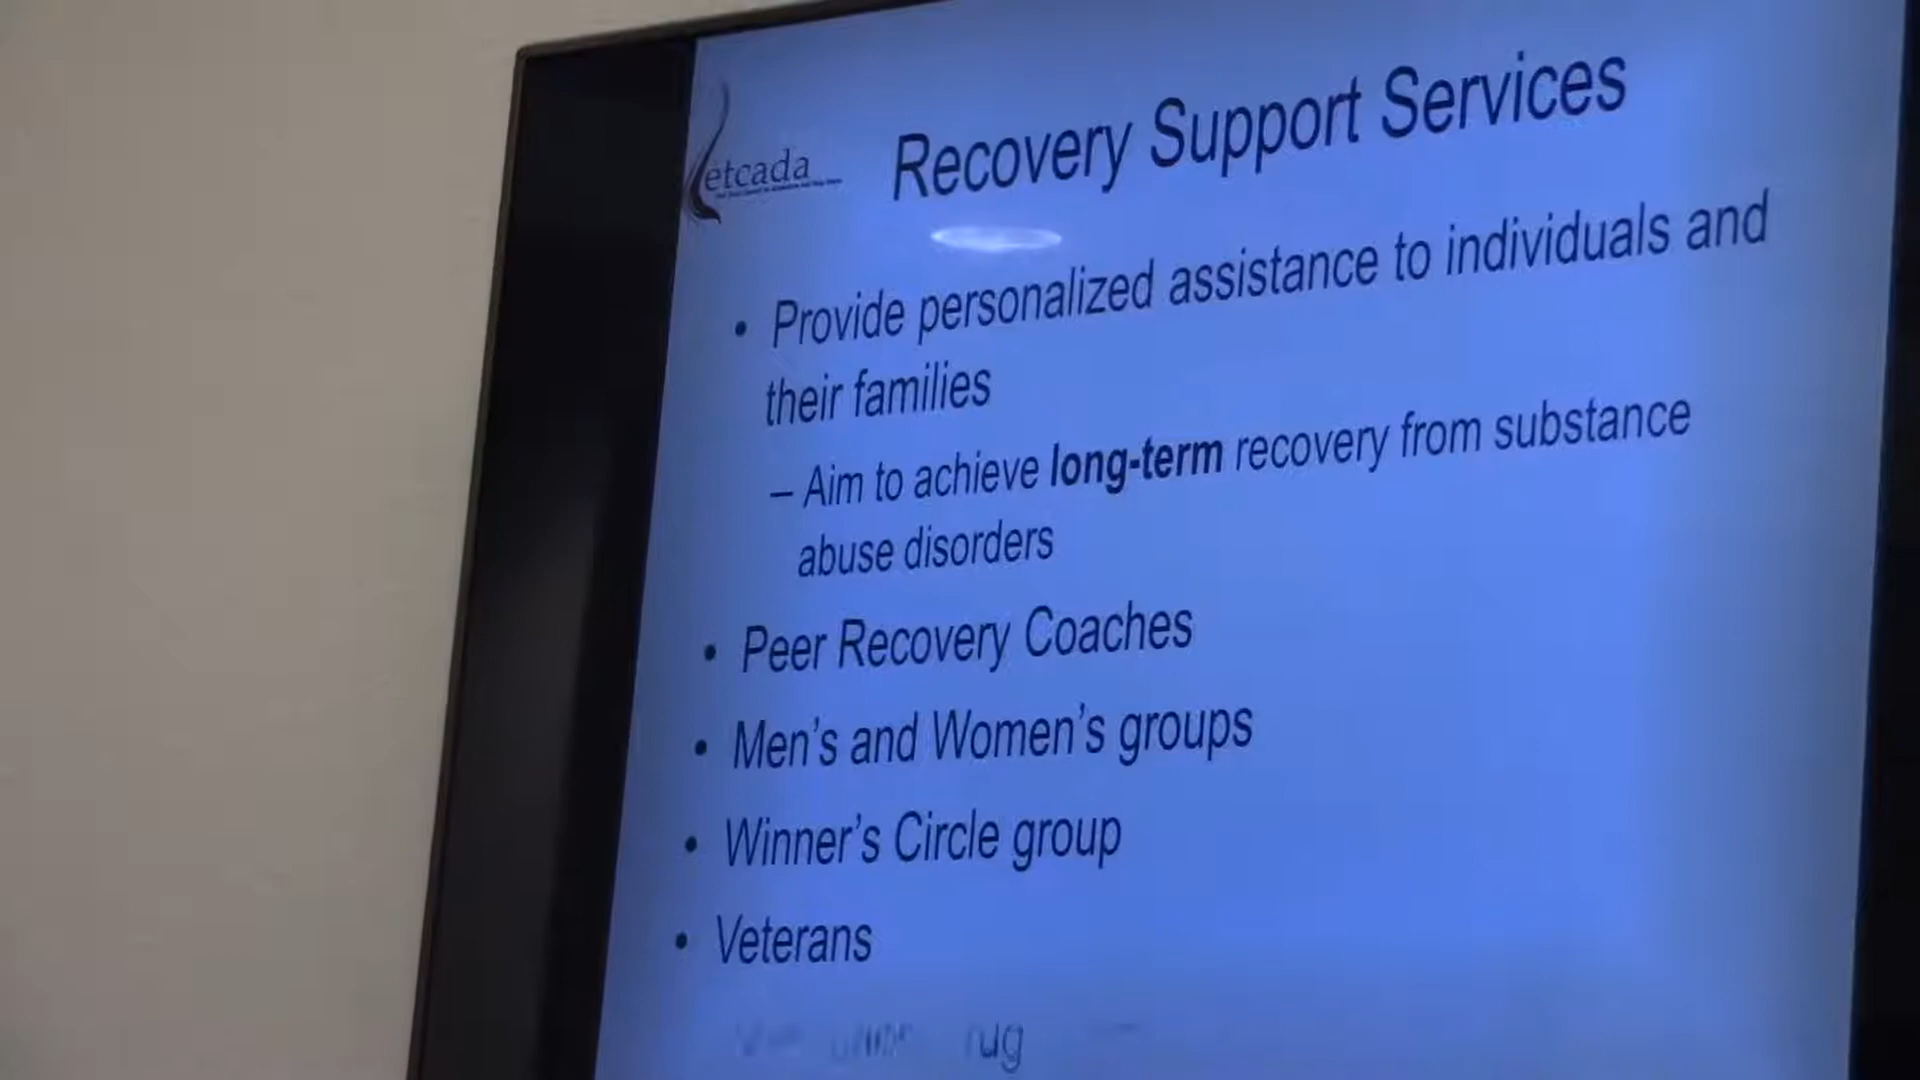 etcada
Recovery Support Services
• Provide personalized assistance to individuals and
their families
– Aim to achieve long-term recovery from substance
abuse disorders
• Peer Recovery Coaches
• Men's and Women's groups
• Winner's Circle group
• Veterans